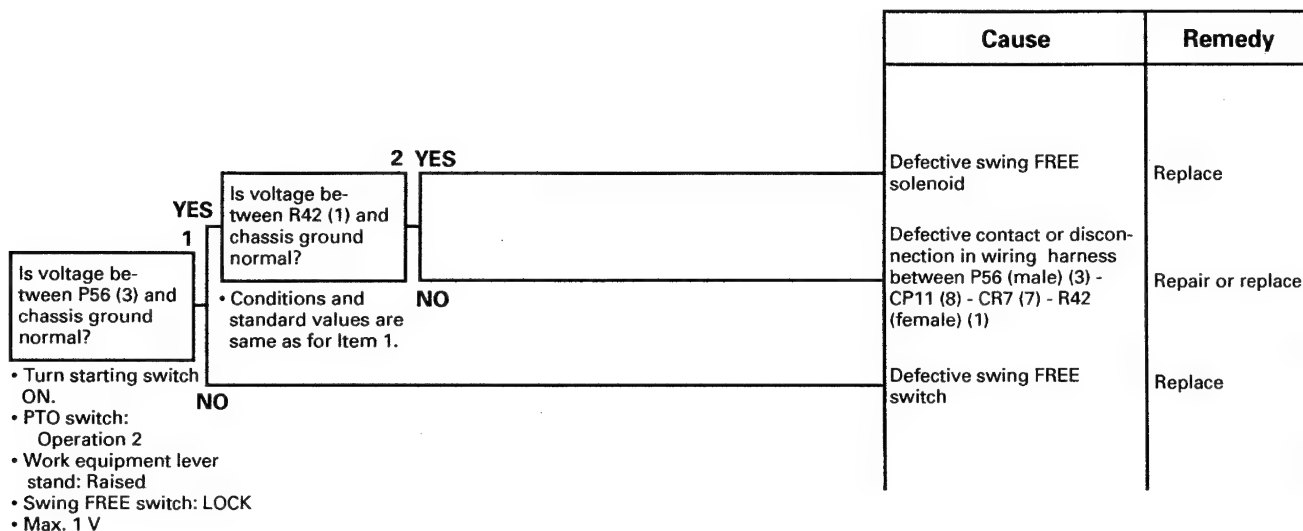 Cause
Remedy
2 YES
Is voltage be-
tween R42 (1) and
chassis ground
normal?
• Conditions and
standard values are
same as for Item 1.
NO
YES
1
Is voltage be-
tween P56 (3) and
chassis ground
normal?
• Turn starting switch
ON.
• PTO switch:
Operation 2
• Work equipment lever
stand: Raised
• Swing FREE switch: LOCK
• Max. 1 V
NO
Defective swing FREE
solenoid
Replace
Defective contact or discon-
nection in wiring harness
between P56 (male) (3) -
CP11 (8) - CR7 (7) - R42
(female) (1)
Repair or replace
Defective swing FREE
switch
Replace